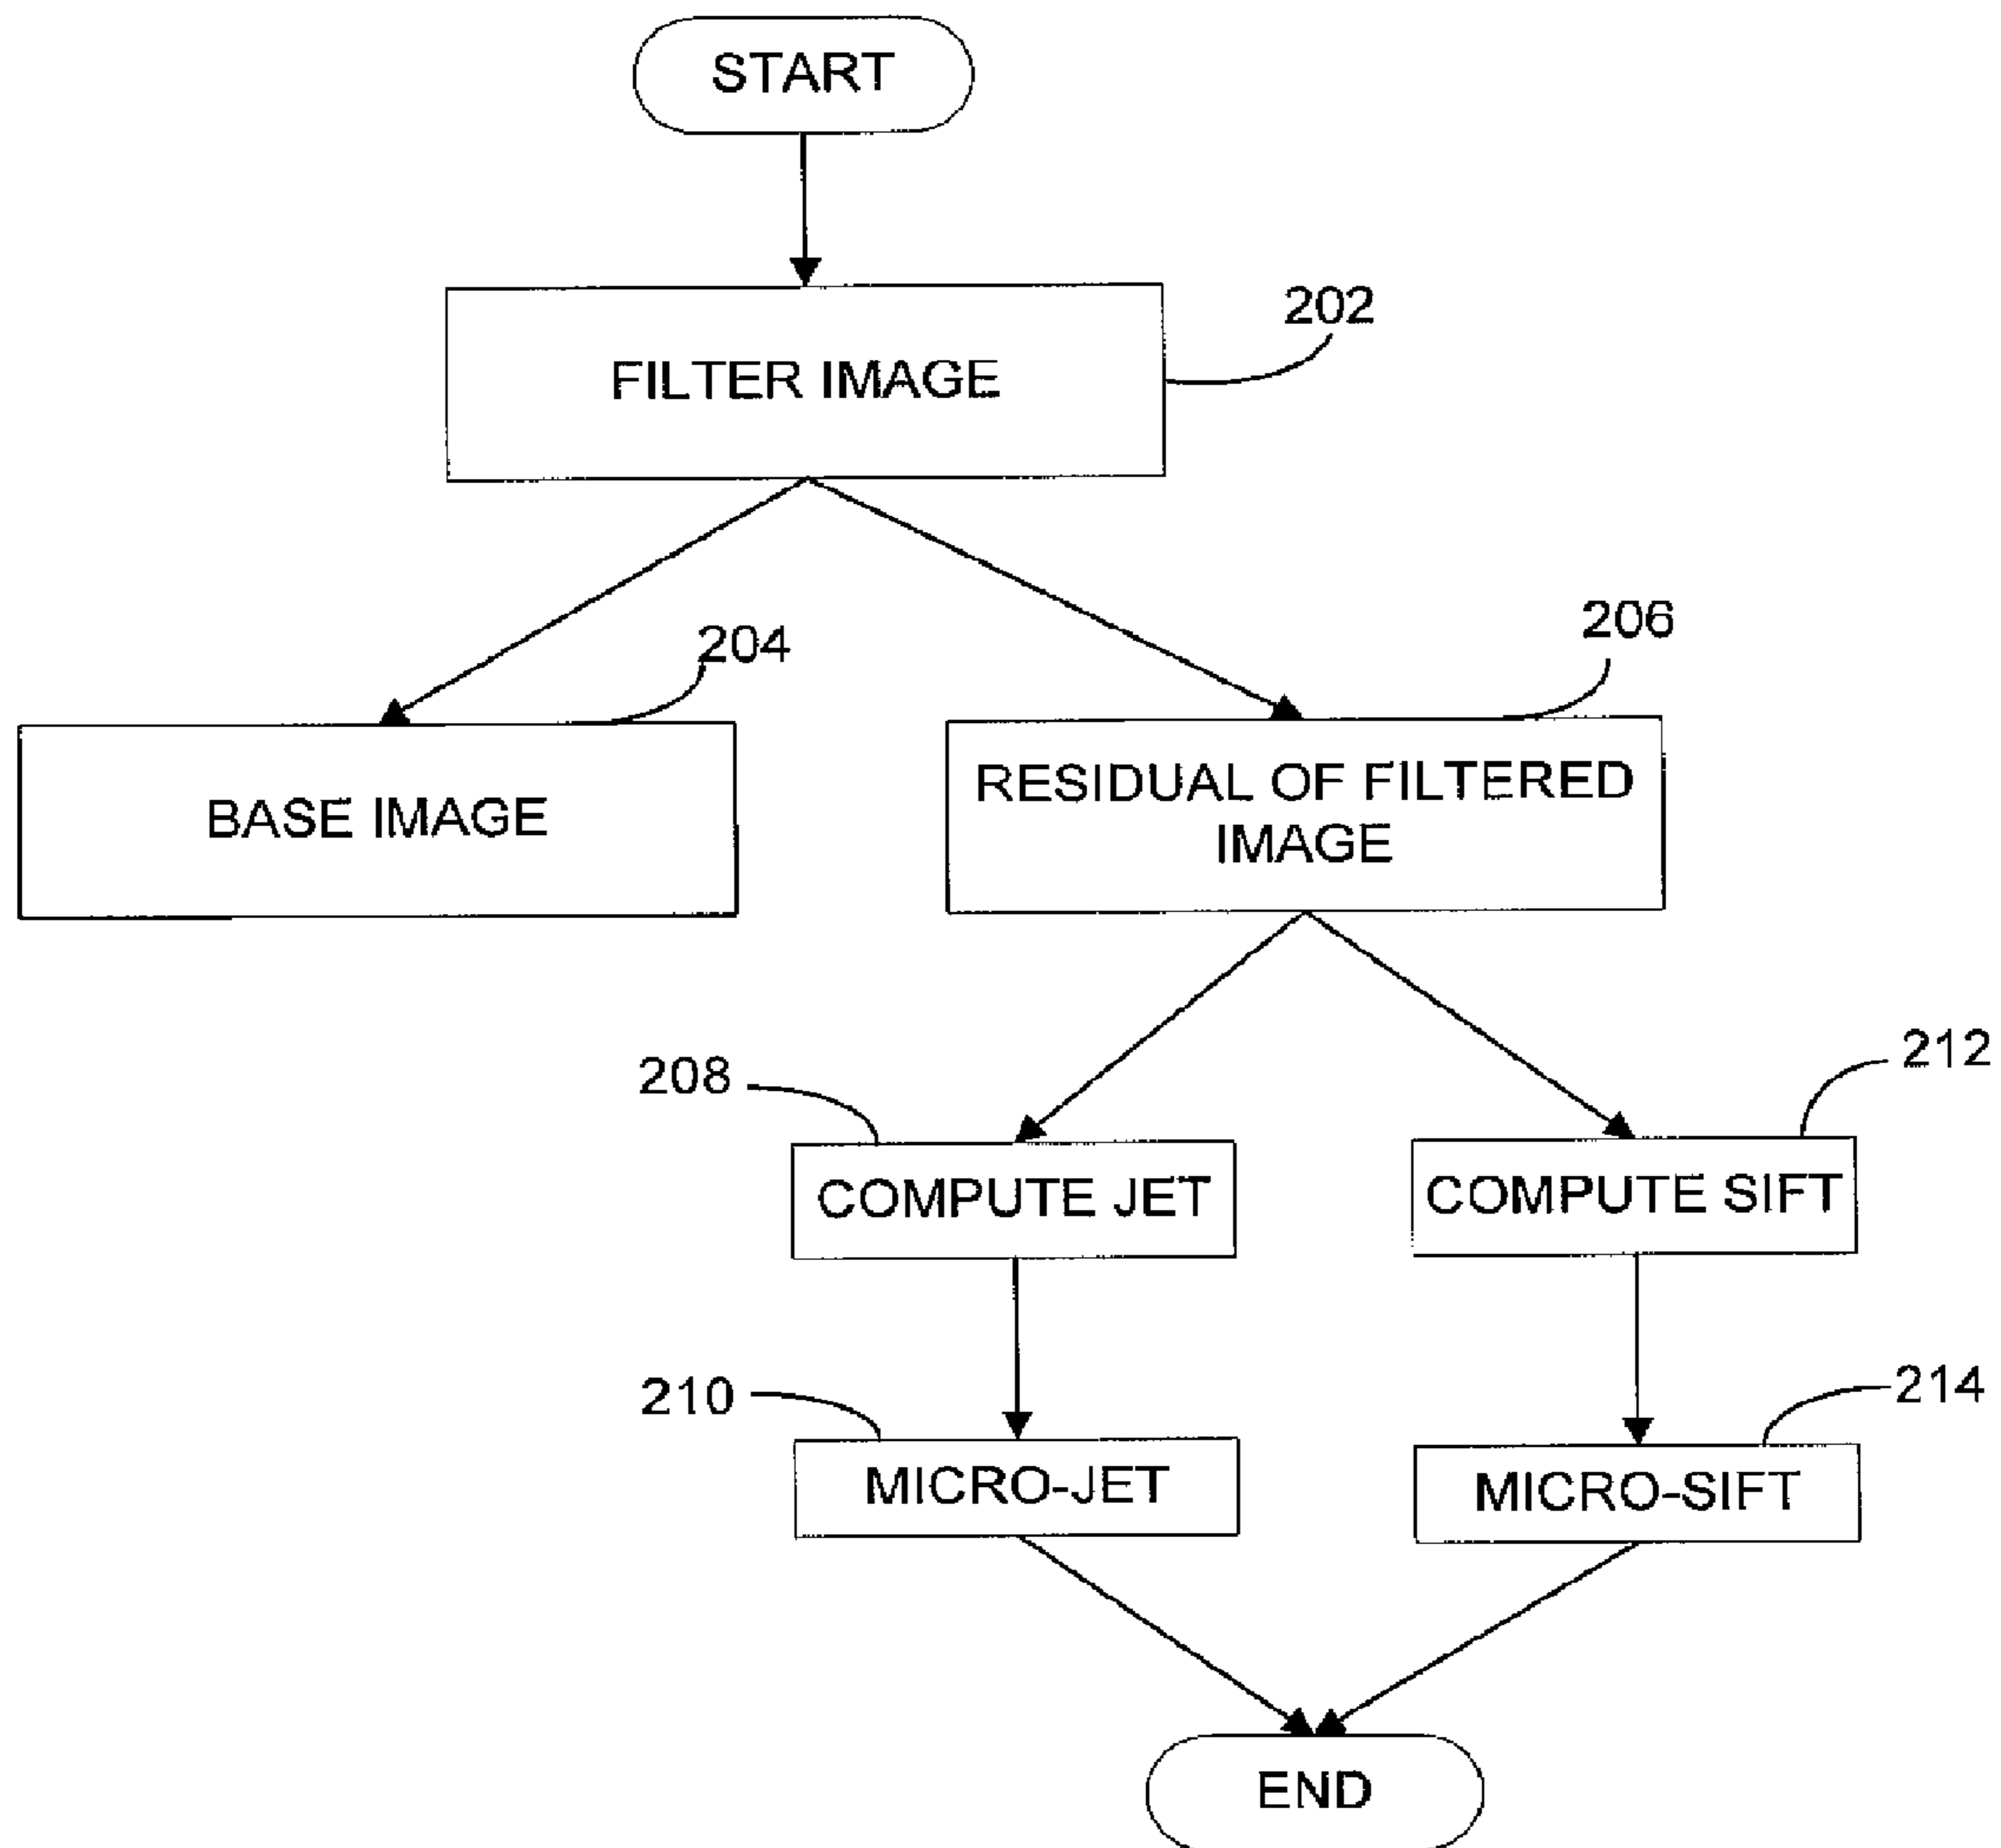 START
202
FILTER IMAGE
204
206
BASE IMAGE
RESIDUAL OF FILTERED
IMAGE
208
212
COMPUTE JET
COMPUTE SIFT
210
214
MICRO-JET
MICRO-SIFT
END